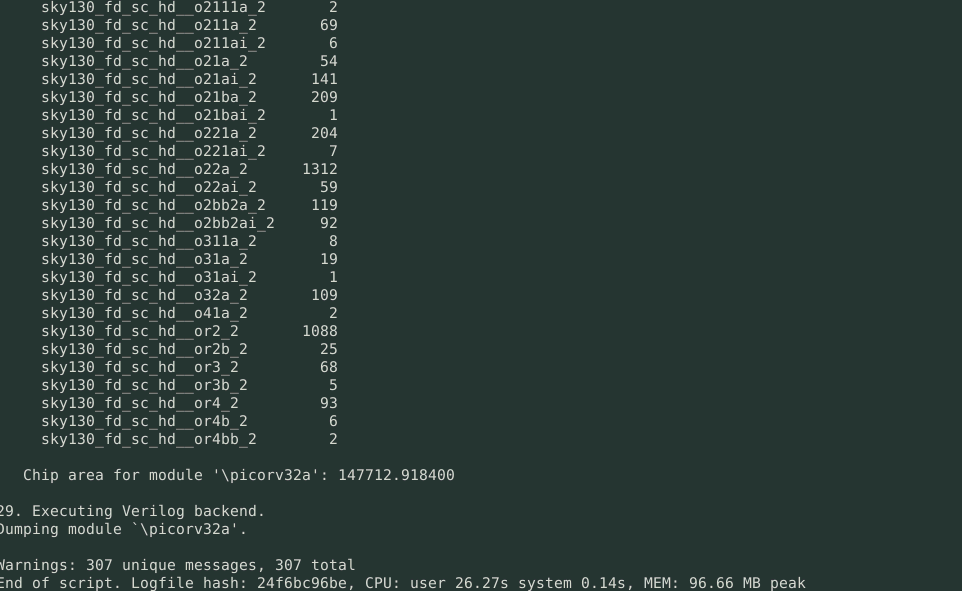 sky130_fd_sc_hd__o2111a_2 2
sky130_fd_sc_hd__o211a_2 69
sky130_fd_sc_hd__o211ai_2 6
sky130_fd_sc_hd__o21a_2 54
sky130_fd_sc_hd__o21ai_2 141
sky130_fd_sc_hd__o21ba_2 209
sky130_fd_sc_hd__o21bai_2 1
sky130_fd_sc_hd__o221a_2 204
sky130_fd_sc_hd__o221ai_2 7
sky130_fd_sc_hd__o22a_2 1312
sky130_fd_sc_hd__o22ai_2 59
sky130_fd_sc_hd__o2bb2a_2 119
sky130_fd_sc_hd__o2bb2ai_2 92
sky130_fd_sc_hd__o311a_2 8
sky130_fd_sc_hd__o31a_2 19
sky130_fd_sc_hd__o31ai_2 1
sky130_fd_sc_hd__o32a_2 109
sky130_fd_sc_hd__o41a_2 2
sky130_fd_sc_hd__or2_2 1088
sky130_fd_sc_hd__or2b_2 25
sky130_fd_sc_hd__or3_2 68
sky130_fd_sc_hd__or3b_2 5
sky130_fd_sc_hd__or4_2 93
sky130_fd_sc_hd__or4b_2 6
sky130_fd_sc_hd__or4bb_2 2
Chip area for module '\picorv32a': 147712.918400
29. Executing Verilog backend.
Dumping module `\picorv32a'.
Warnings: 307 unique messages, 307 total
End of script. Logfile hash: 24f6bc96be, CPU: user 26.27s system 0.14s, MEM: 96.66 MB peak